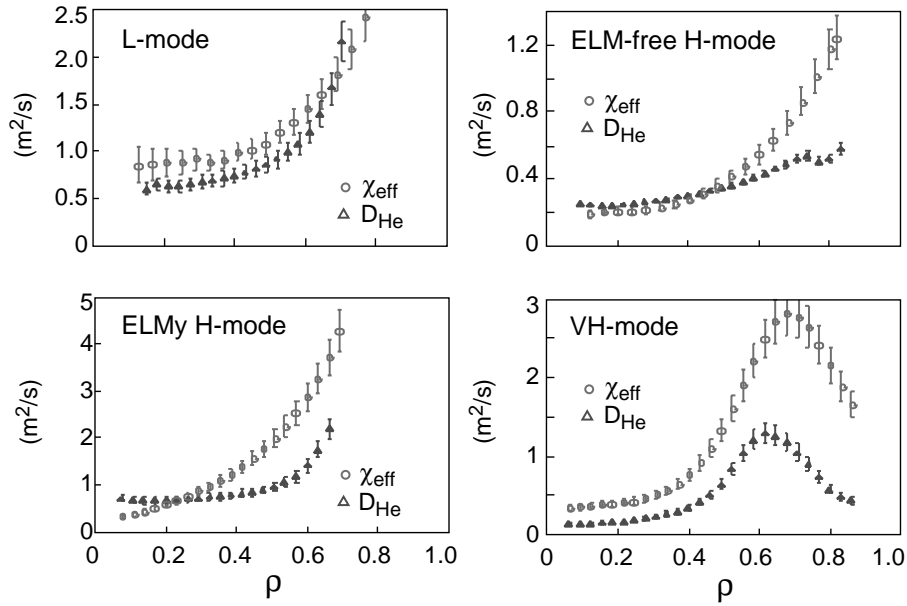 L-mode
(m²/s)
2.5
2.0
1.5
1.0
0.5
0
χeff
DHe
ELM-free H-mode
(m²/s)
1.2
0.8
0.4
0
χeff
DHe
ELMy H-mode
(m²/s)
5
4
3
2
1
0
χeff
DHe
0 0.2 0.4 0.6 0.8 1.0
ρ
VH-mode
(m²/s)
3
2
1
0
χeff
DHe
0 0.2 0.4 0.6 0.8 1.0
ρ